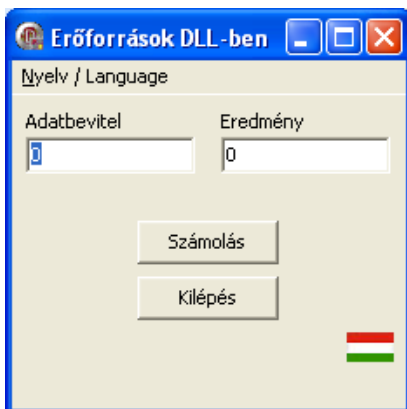 Erőforrások DLL-ben
Nyelv / Language
Adatbevitel Eredmény
0 0
Számolás
Kilépés